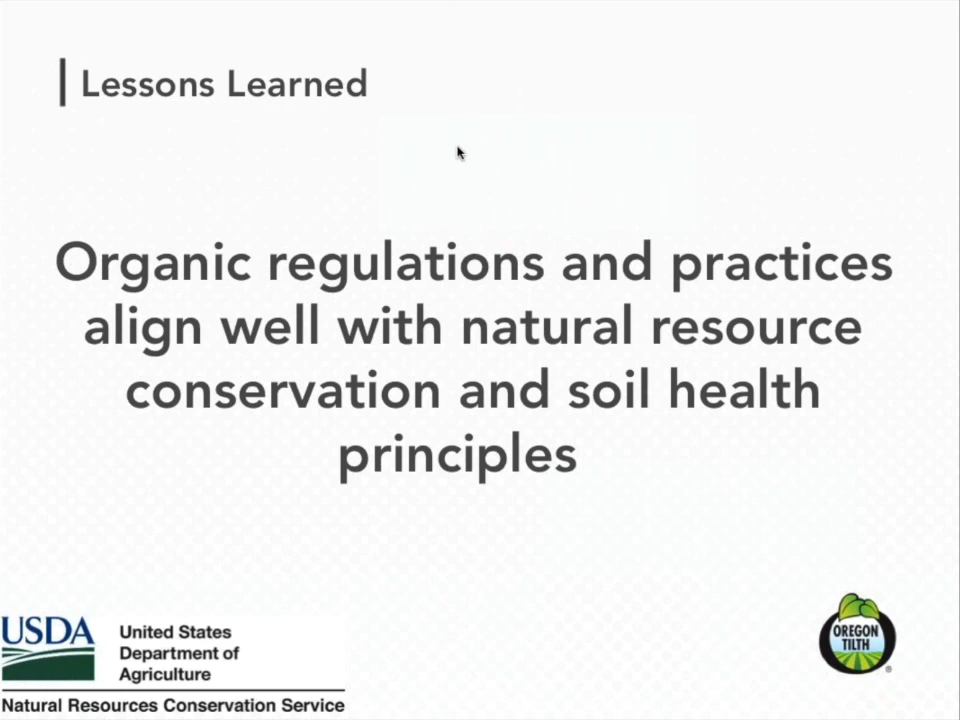 Lessons Learned
Organic regulations and practices
align well with natural resource
conservation and soil health
principles
USDA
United States
Department of
Agriculture
Natural Resources Conservation Service
OREGON
TILTH
®